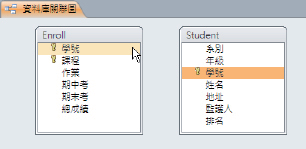 資料庫關聯圖
Enroll
學號
課程
作業
期中考
期末考
總成績
Student
系別
年級
學號
姓名
地址
監護人
排名